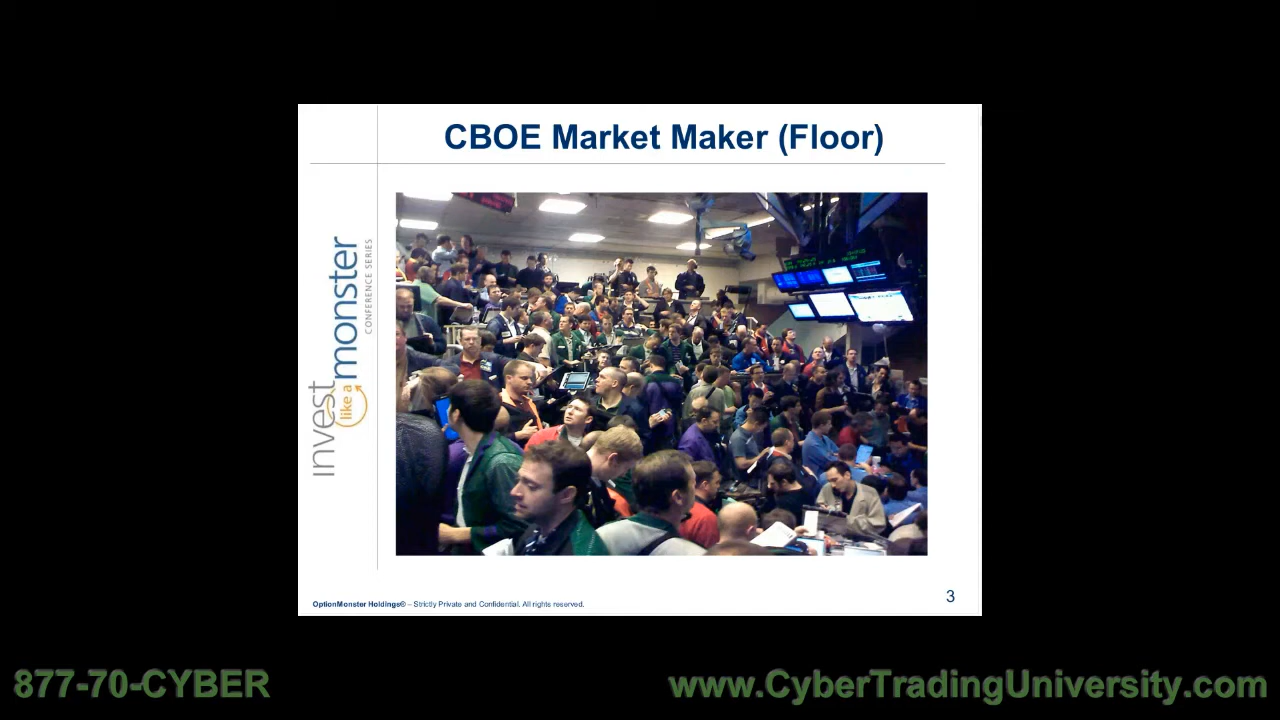 CBOE Market Maker (Floor)
invest
like a
monster
CONFERENCE SERIES
OptionMonster Holdings® – Strictly Private and Confidential. All rights reserved.
3
877-70-CYBER
www.CyberTradingUniversity.com